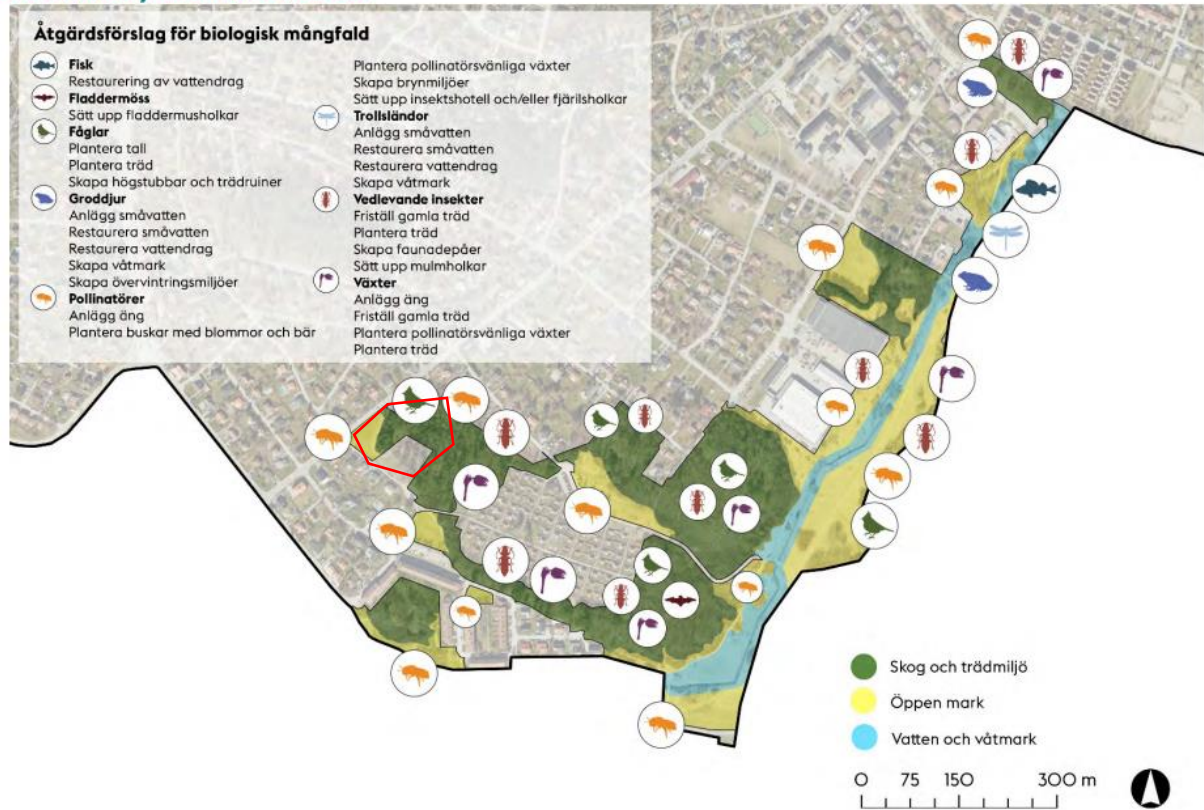 Åtgärdsförslag för biologisk mångfald
Fisk
Restaurering av vattendrag
Fladdermöss
Sätt upp fladdermusholkar
Fåglar
Plantera tall
Plantera träd
Skapa högstubbar och trädruiner
Groddjur
Anlägg småvatten
Restaurera småvatten
Restaurera vattendrag
Skapa våtmark
Skapa övervintringsmiljöer
Pollinatörer
Anlägg äng
Plantera buskar med blommor och bär
Plantera pollinatörsvänliga växter
Skapa brynmiljöer
Sätt upp insektshotell och/eller fjärilsholkar
Trollsländor
Anlägg småvatten
Restaurera småvatten
Restaurera vattendrag
Skapa våtmark
Vedlevande insekter
Friställ gamla träd
Plantera träd
Skapa faunadepåer
Sätt upp mulmholkar
Växter
Anlägg äng
Friställ gamla träd
Plantera pollinatörsvänliga växter
Plantera träd
Skog och trädmiljö
Öppen mark
Vatten och våtmark
0 75 150 300 m